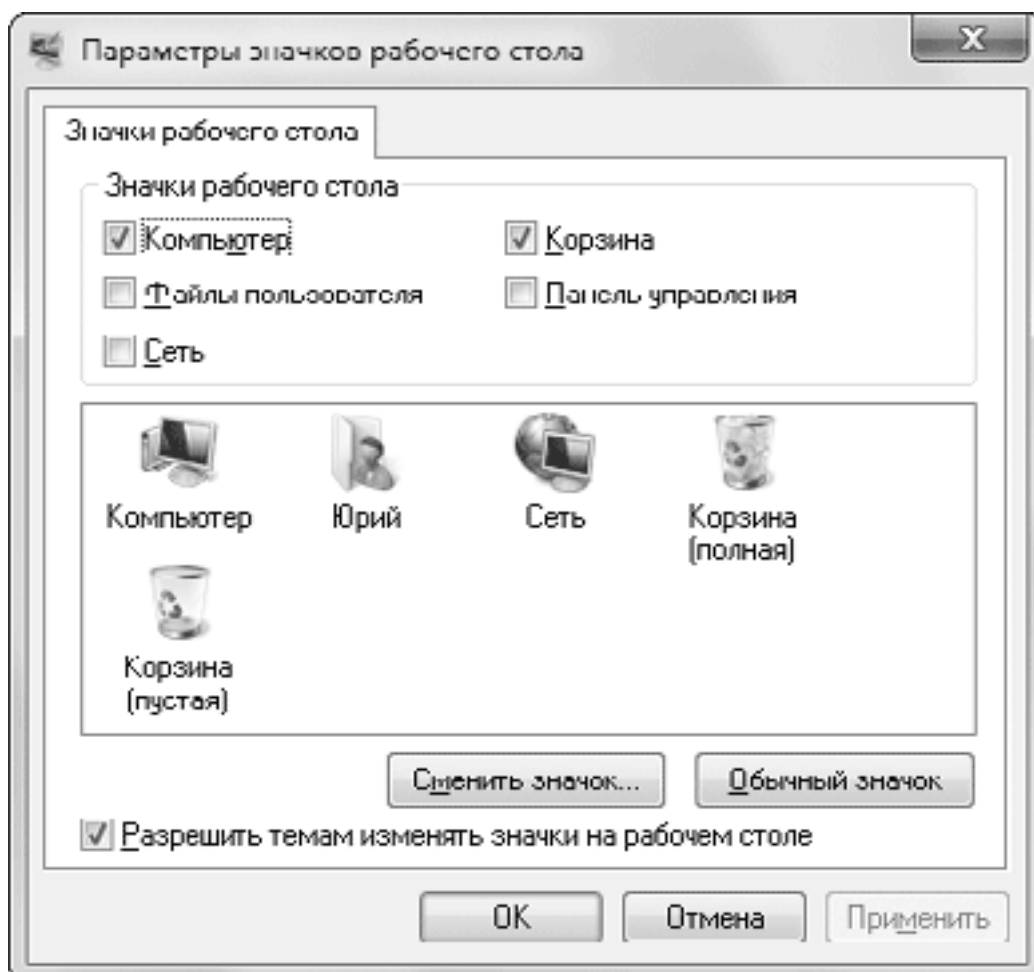 Параметры значков рабочего стола
Значки рабочего стола
Значки рабочего стола
Компьютер
Корзина
Файлы пользователя
Панель управления
Сеть
Компьютер
Юрий
Сеть
Корзина
(полная)
Корзина
(пустая)
Сменить значок...
Обычный значок
Разрешить темам изменять значки на рабочем столе
ОК
Отмена
Применить